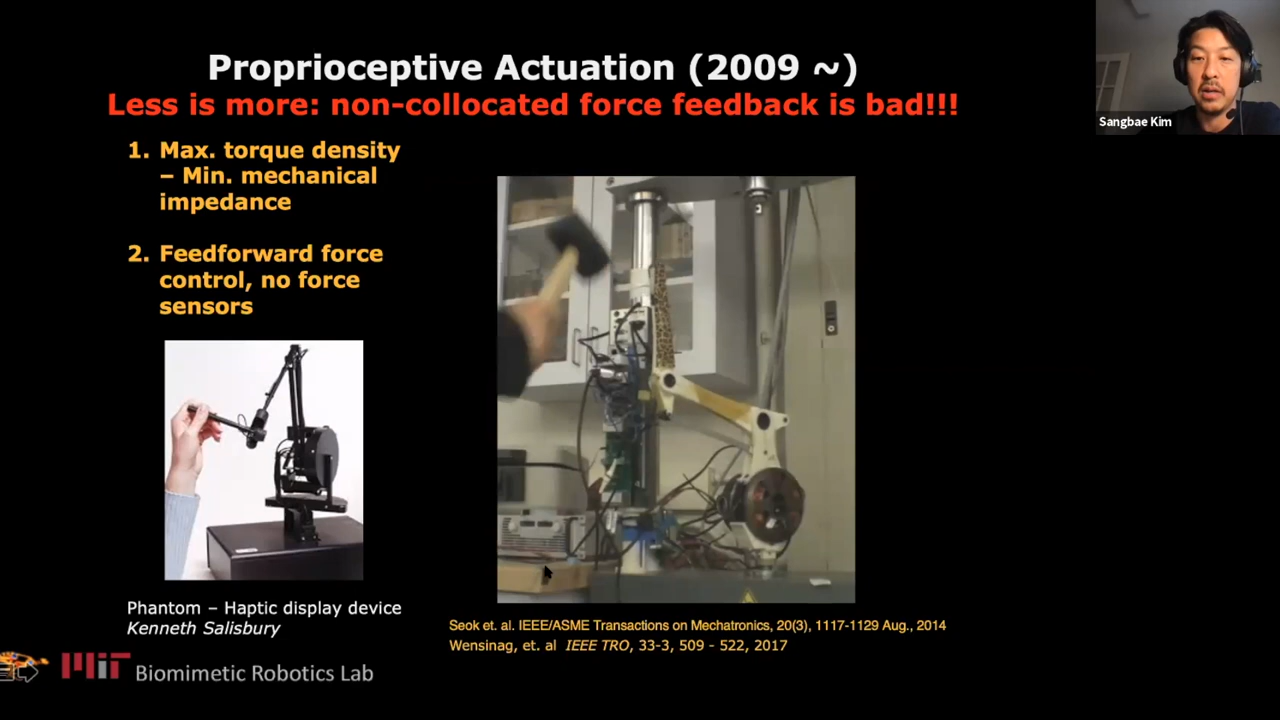 Proprioceptive Actuation (2009 ~)
Less is more: non-collocated force feedback is bad!!!
Sangbae Kim
1. Max. torque density
– Min. mechanical
impedance
2. Feedforward force
control, no force
sensors
Phantom – Haptic display device
Kenneth Salisbury
Seok et. al. IEEE/ASME Transactions on Mechatronics, 20(3), 1117-1129 Aug., 2014
Wensinag, et. al IEEE TRO, 33-3, 509 - 522, 2017
MIT Biomimetic Robotics Lab